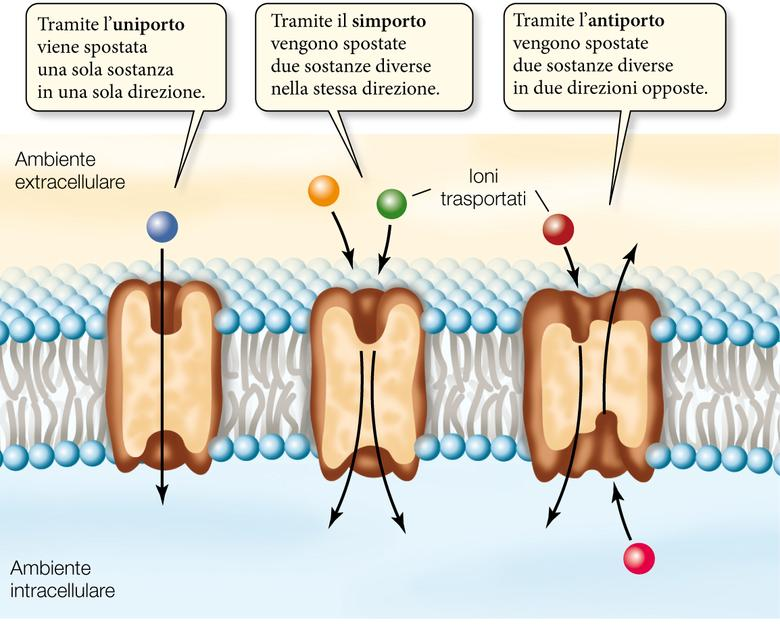 Tramite l'uniporto
viene spostata
una sola sostanza
in una sola direzione.
Tramite il simporto
vengono spostate
due sostanze diverse
nella stessa direzione.
Tramite l'antiporto
vengono spostate
due sostanze diverse
in due direzioni opposte.
Ambiente
extracellulare
Ioni
trasportati
Ambiente
intracellulare